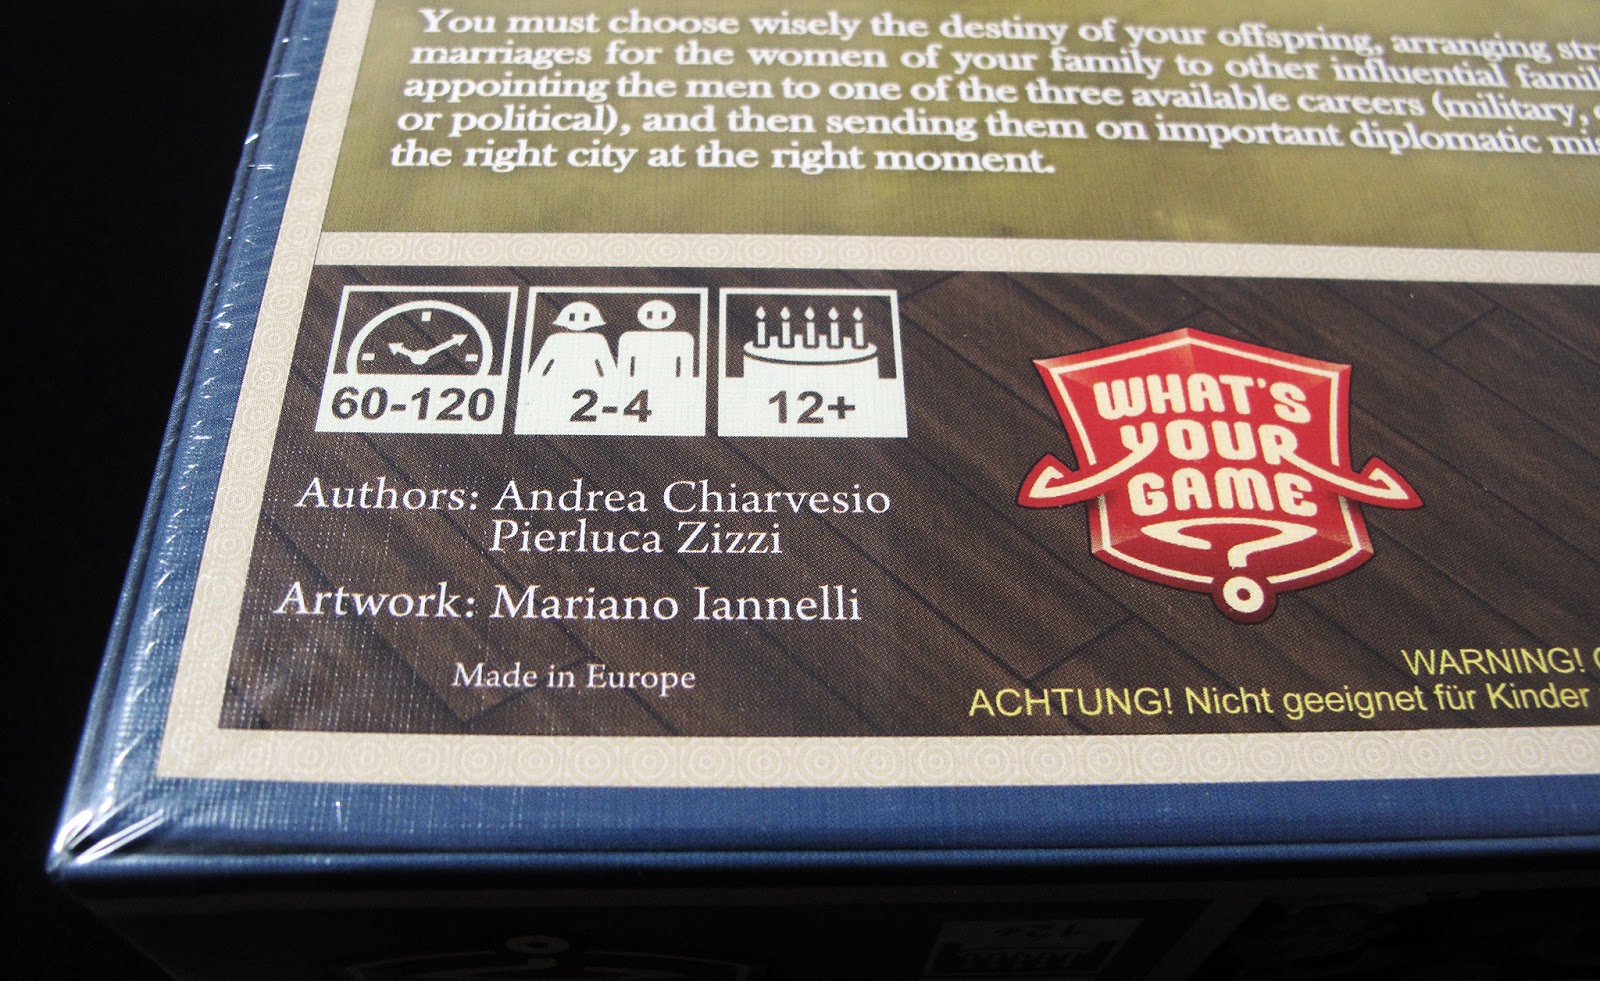 You must choose wisely the destiny of your offspring, arranging
marriages for the women of your family to other influential
appointing the men to one of the three available careers (military,
or political), and then sending them on important diplomatic
the right city at the right moment.
60-120
2-4
12+
WHAT'S
YOUR
GAME
?
Authors: Andrea Chiarvesio
Pierluca Zizzi
Artwork: Mariano Iannelli
Made in Europe
WARNING!
ACHTUNG! Nicht geeignet für Kinder
12+